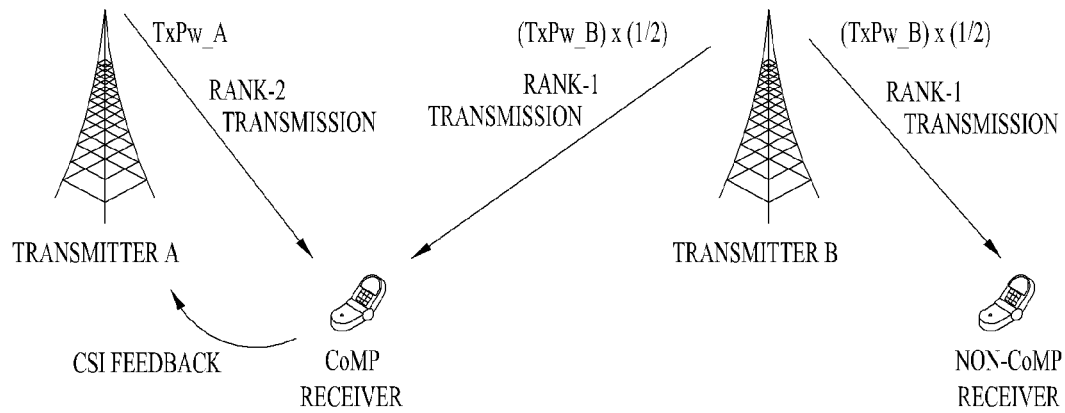 TxPw_A
RANK-2
TRANSMISSION
(TxPw_B) x (1/2)
RANK-1
TRANSMISSION
(TxPw_B) x (1/2)
RANK-1
TRANSMISSION
TRANSMITTER A
TRANSMITTER B
CSI FEEDBACK
CoMP
RECEIVER
NON-CoMP
RECEIVER